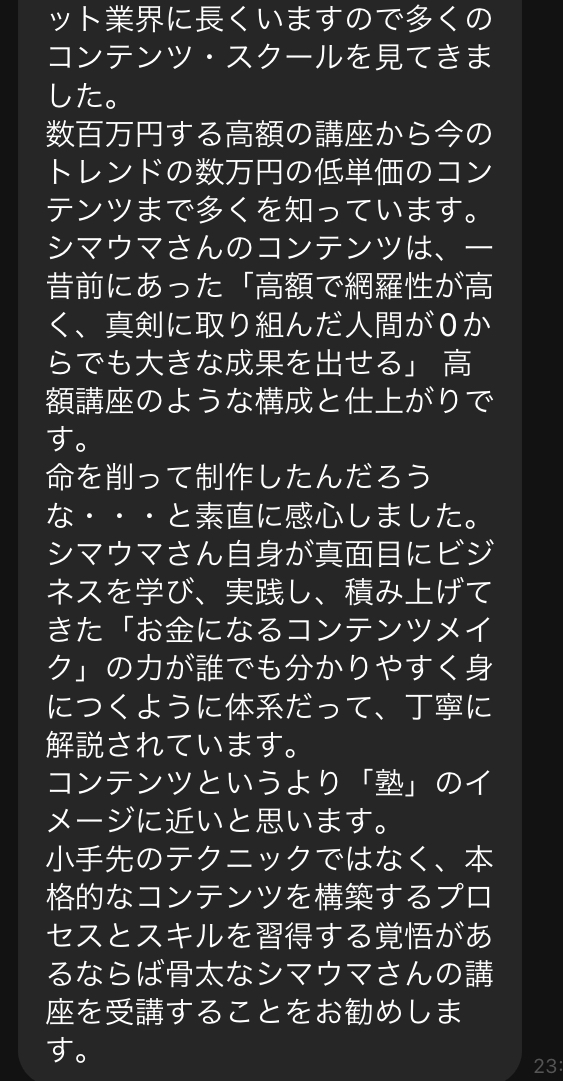 ット業界に長くいますので多くの
コンテンツ・スクールを見てきま
した。
数百万円する高額の講座から今の
トレンドの数万円の低単価のコン
テンツまで多くを知っています。
シマウマさんのコンテンツは、一
昔前にあった「高額で網羅性が高
く、真剣に取り組んだ人間が０か
らでも大きな成果を出せる」 高
額講座のような構成と仕上がりで
す。
命を削って制作したんだろう
な・・・と素直に感心しました。
シマウマさん自身が真面目にビジ
ネスを学び、実践し、積み上げて
きた「お金になるコンテンツメイ
ク」の力が誰でも分かりやすく身
につくように体系だって、丁寧に
解説されています。
コンテンツというより「塾」のイ
メージに近いと思います。
小手先のテクニックではなく、本
格的なコンテンツを構築するプロ
セスとスキルを習得する覚悟があ
るならば骨太なシマウマさんの講
座を受講することをお勧めしま
す。
23: